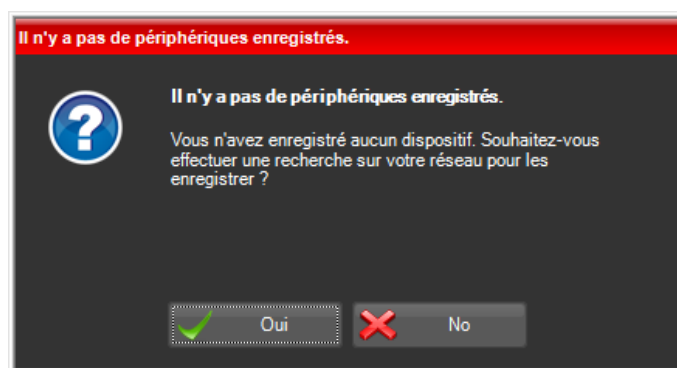 Il n'y a pas de périphériques enregistrés.
Il n'y a pas de périphériques enregistrés.
Vous n'avez enregistré aucun dispositif. Souhaitez-vous
effectuer une recherche sur votre réseau pour les
enregistrer ?
Oui
No